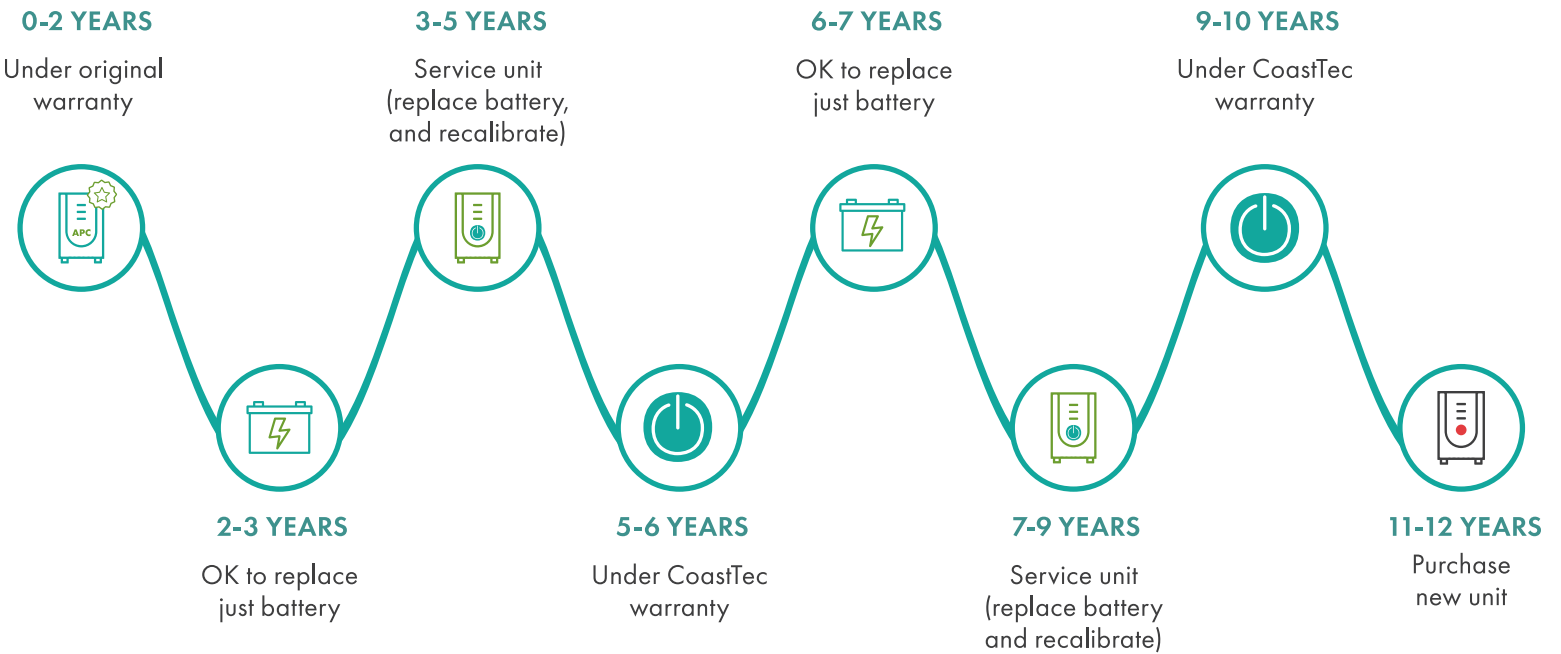 0-2 YEARS
Under original
warranty
APC
2-3 YEARS
OK to replace
just battery
3-5 YEARS
Service unit
(replace battery,
and recalibrate)
5-6 YEARS
Under CoastTec
warranty
6-7 YEARS
OK to replace
just battery
7-9 YEARS
Service unit
(replace battery
and recalibrate)
9-10 YEARS
Under CoastTec
warranty
11-12 YEARS
Purchase
new unit